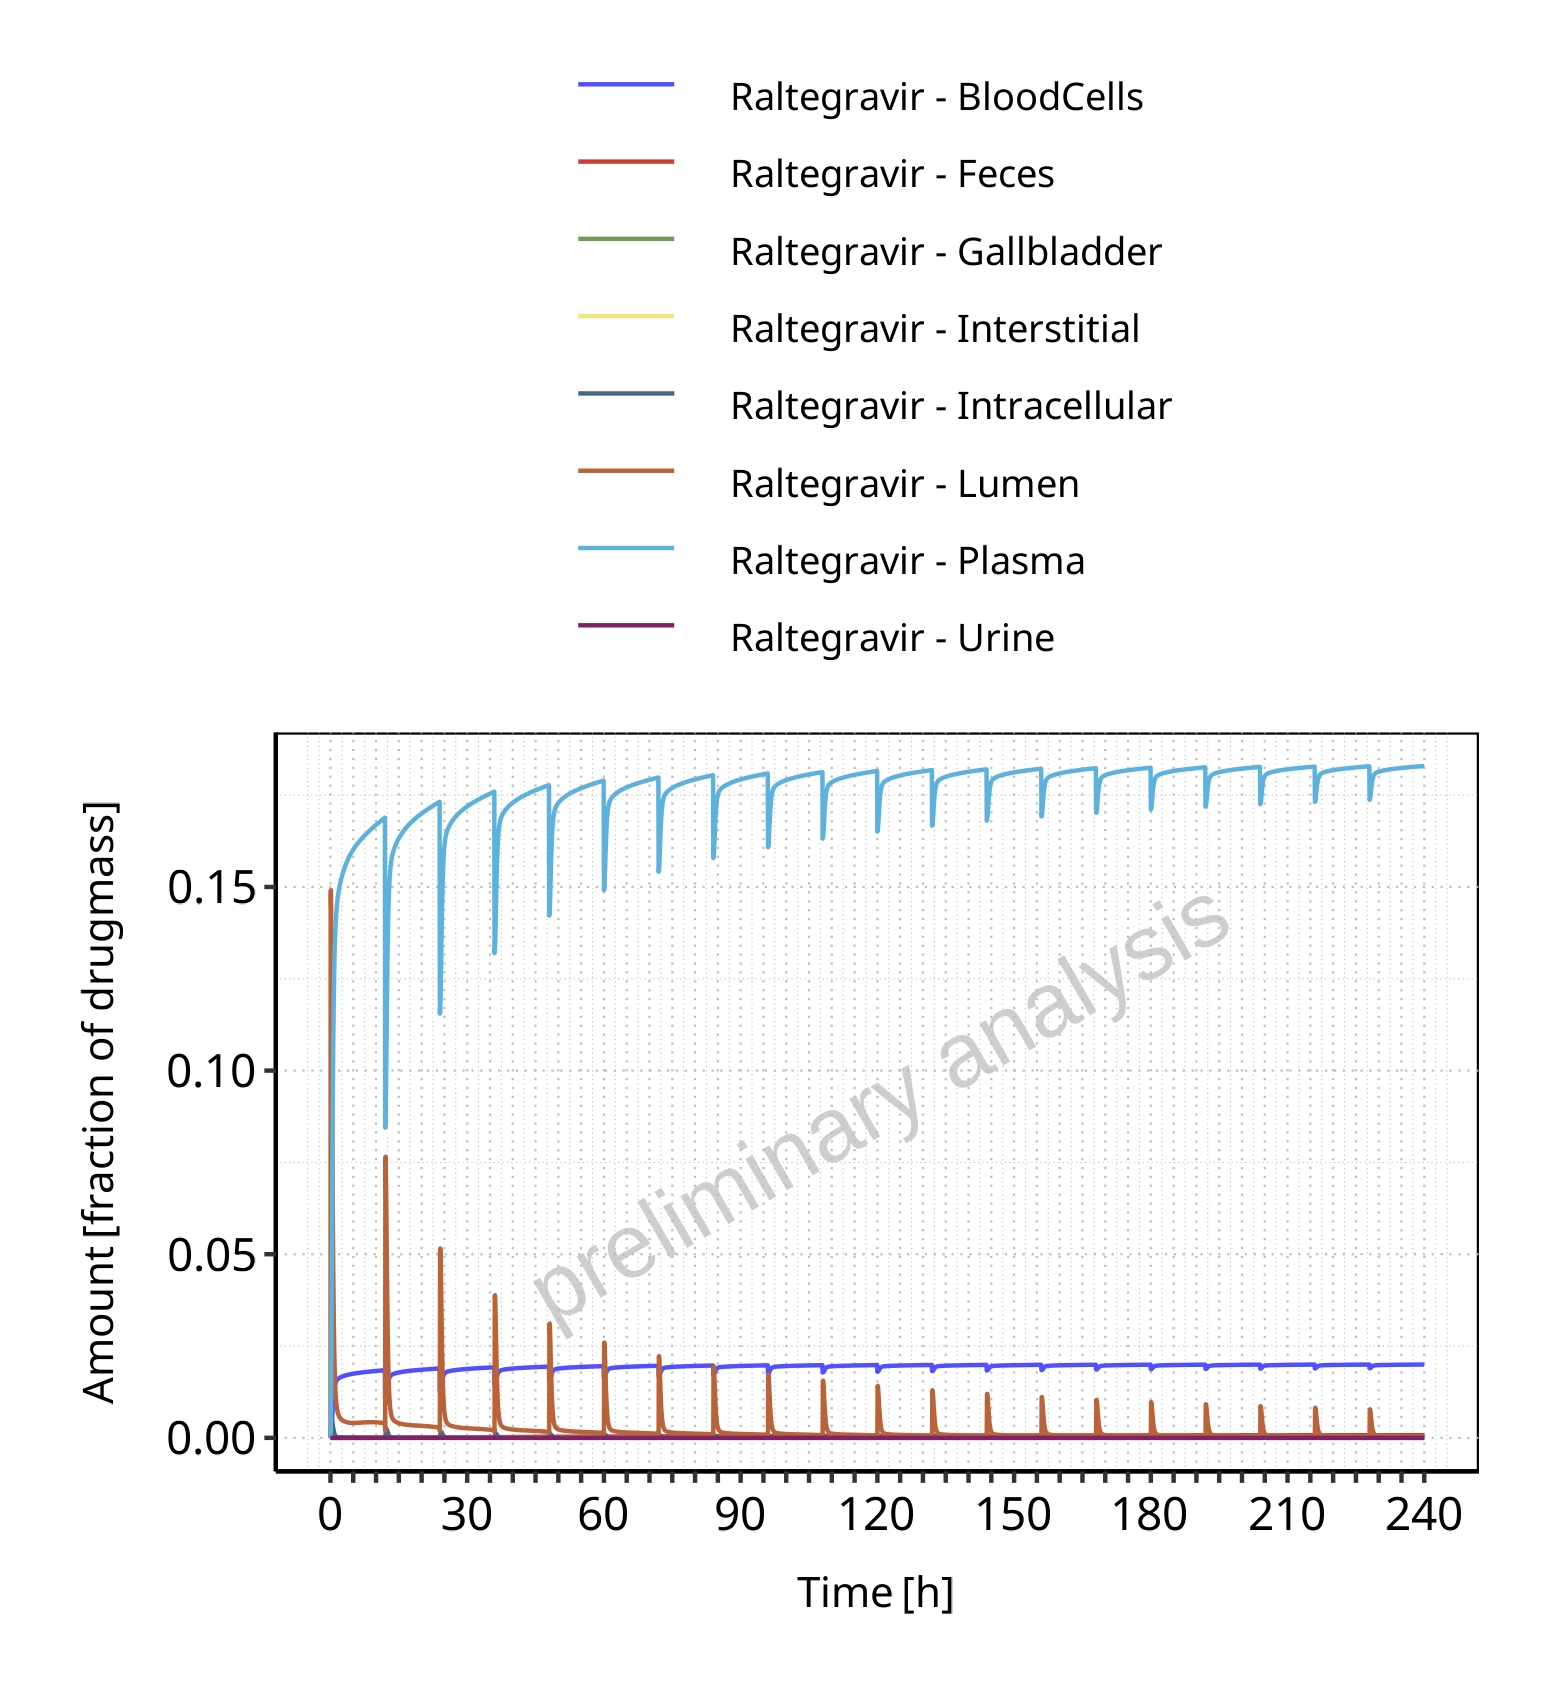 Raltegravir - BloodCells
Raltegravir - Feces
Raltegravir - Gallbladder
Raltegravir - Interstitial
Raltegravir - Intracellular
Raltegravir - Lumen
Raltegravir - Plasma
Raltegravir - Urine
Amount [fraction of drugmass]
0.15
0.10
0.05
0.00
preliminary analysis
0 30 60 90 120 150 180 210 240
Time [h]